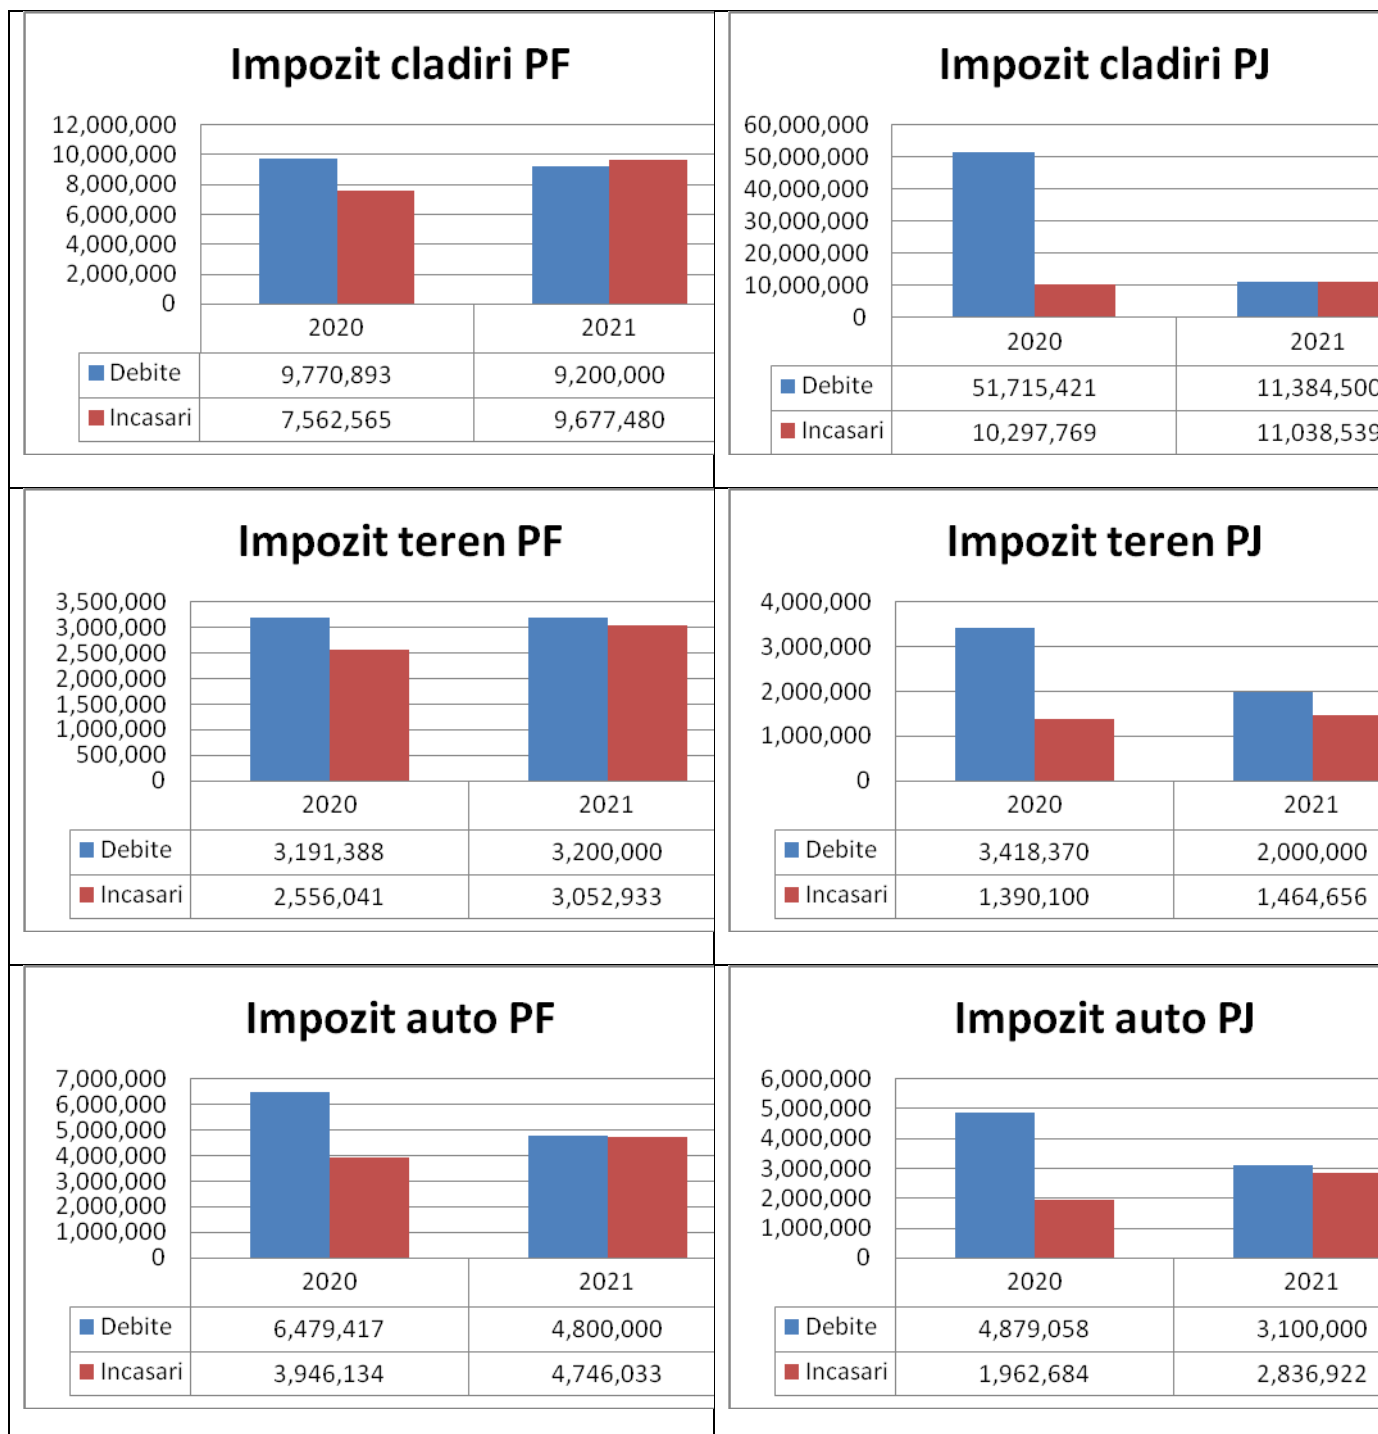 Impozit cladiri PF
12,000,000
10,000,000
8,000,000
6,000,000
4,000,000
2,000,000
0
2020 2021
Debite 9,770,893 9,200,000
Incasari 7,562,565 9,677,480
Impozit cladiri PJ
60,000,000
50,000,000
40,000,000
30,000,000
20,000,000
10,000,000
0
2020 2021
Debite 51,715,421 11,384,500
Incasari 10,297,769 11,038,539
Impozit teren PF
3,500,000
3,000,000
2,500,000
2,000,000
1,500,000
1,000,000
500,000
0
2020 2021
Debite 3,191,388 3,200,000
Incasari 2,556,041 3,052,933
Impozit teren PJ
4,000,000
3,000,000
2,000,000
1,000,000
0
2020 2021
Debite 3,418,370 2,000,000
Incasari 1,390,100 1,464,656
Impozit auto PF
7,000,000
6,000,000
5,000,000
4,000,000
3,000,000
2,000,000
1,000,000
0
2020 2021
Debite 6,479,417 4,800,000
Incasari 3,946,134 4,746,033
Impozit auto PJ
6,000,000
5,000,000
4,000,000
3,000,000
2,000,000
1,000,000
0
2020 2021
Debite 4,879,058 3,100,000
Incasari 1,962,684 2,836,922